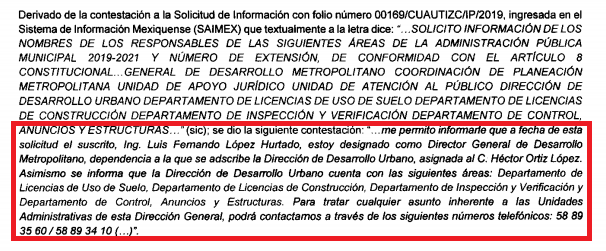 Derivado de la contestación a la Solicitud de Información con folio número 00169/CUAUTIZC/IP/2019, ingresada en el
Sistema de Información Mexiquense (SAIMEX) que textualmente a la letra dice: "...SOLICITO INFORMACIÓN DE LOS
NOMBRES DE LOS RESPONSABLES DE LAS SIGUIENTES ÁREAS DE LA ADMINISTRACIÓN PÚBLICA
MUNICIPAL 2019-2021 Y NÚMERO DE EXTENSIÓN, DE CONFORMIDAD CON EL ARTÍCULO 8
CONSTITUCIONAL...GENERAL DE DESARROLLO METROPOLITANO COORDINACIÓN DE PLANEACIÓN
METROPOLITANA UNIDAD DE APOYO JURÍDICO UNIDAD DE ATENCIÓN AL PÚBLICO DIRECCIÓN DE
DESARROLLO URBANO DEPARTAMENTO DE LICENCIAS DE USO DE SUELO DEPARTAMENTO DE LICENCIAS
DE CONSTRUCCIÓN DEPARTAMENTO DE INSPECCIÓN Y VERIFICACIÓN DEPARTAMENTO DE CONTROL,
ANUNCIOS Y ESTRUCTURAS..." (sic); se dio la siguiente contestación: "...me permito informarle que a fecha de esta
solicitud el suscrito, Ing. Luis Fernando López Hurtado, estoy designado como Director General de Desarrollo
Metropolitano, dependencia a la que se adscribe la Dirección de Desarrollo Urbano, asignada al C. Héctor Ortiz López.
Asimismo se informa que la Dirección de Desarrollo Urbano cuenta con las siguientes áreas: Departamento de
Licencias de Uso de Suelo, Departamento de Licencias de Construcción, Departamento de Inspección y Verificación y
Departamento de Control, Anuncios y Estructuras. Para tratar cualquier asunto inherente a las Unidades
Administrativas de esta Dirección General, podrá contactarnos a través de los siguientes números telefónicos: 58 89
35 60 / 58 89 34 10 (...)".